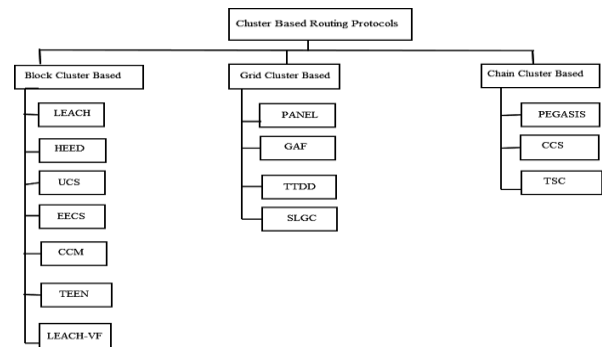 Cluster Based Routing Protocols
Block Cluster Based
Grid Cluster Based
Chain Cluster Based
LEACH
HEED
UCS
EECS
CCM
TEEN
LEACH-VF
PANEL
GAF
TTDD
SLGC
PEGASIS
CCS
TSC